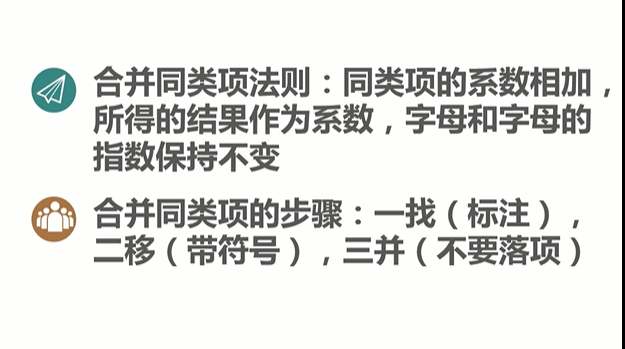 合并同类项法则：同类项的系数相加，
所得的结果作为系数，字母和字母的
指数保持不变
合并同类项的步骤：一找（标注），
二移（带符号），三并（不要落项）